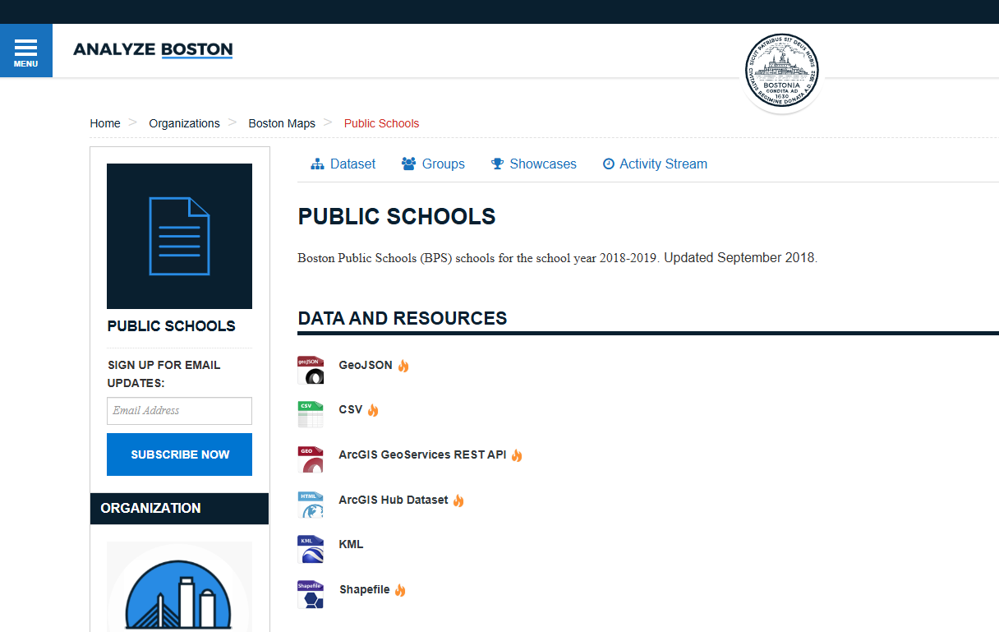 MENU
ANALYZE BOSTON
SICUT PATRIBUS SIT DEUS NOBIS
BOSTONIA
CONDITA AD
1630
CIVITATIS REGIMINE DONATA A.D. 1822
Home > Organizations > Boston Maps > Public Schools
Dataset Groups Showcases Activity Stream
PUBLIC SCHOOLS
Boston Public Schools (BPS) schools for the school year 2018-2019. Updated September 2018.
PUBLIC SCHOOLS
SIGN UP FOR EMAIL
UPDATES:
Email Address
SUBSCRIBE NOW
ORGANIZATION
DATA AND RESOURCES
geoJSON GeoJSON
CSV CSV
GEO ArcGIS GeoServices REST API
HTML ArcGIS Hub Dataset
KML KML
Shapefile Shapefile